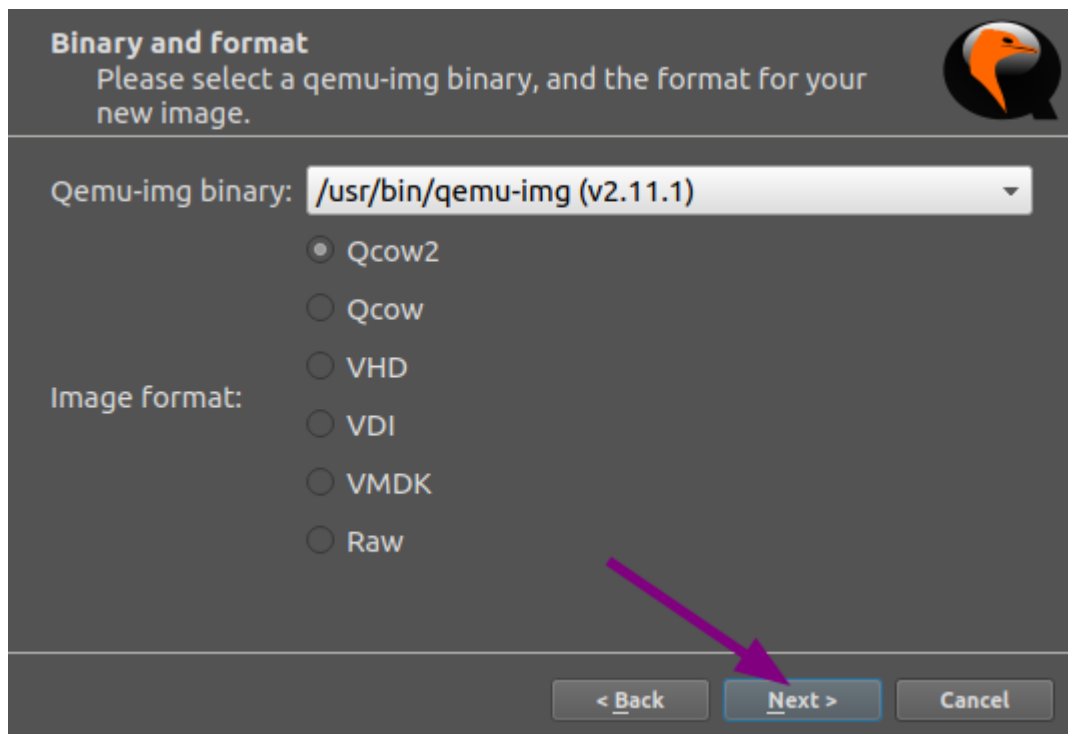 Binary and format
Please select a qemu-img binary, and the format for your
new image.
Qemu-img binary: /usr/bin/qemu-img (v2.11.1)
Qcow2
Qcow
VHD
Image format:
VDI
VMDK
Raw
< Back Next > Cancel